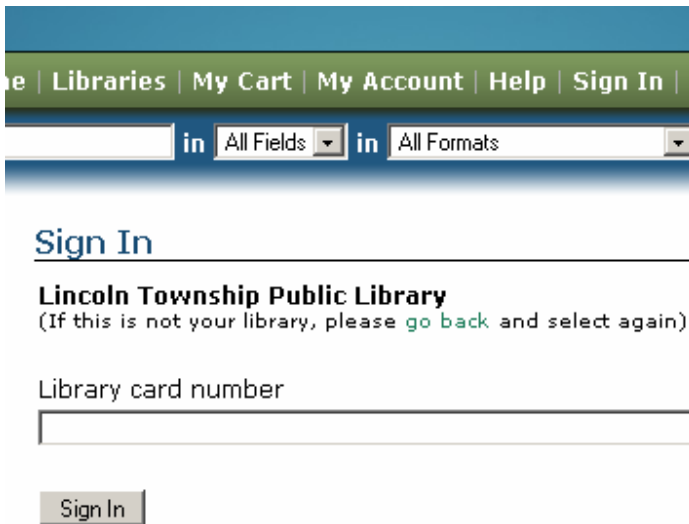 e | Libraries | My Cart | My Account | Help | Sign In |
in All Fields in All Formats
Sign In
Lincoln Township Public Library
(If this is not your library, please go back and select again)
Library card number
Sign In